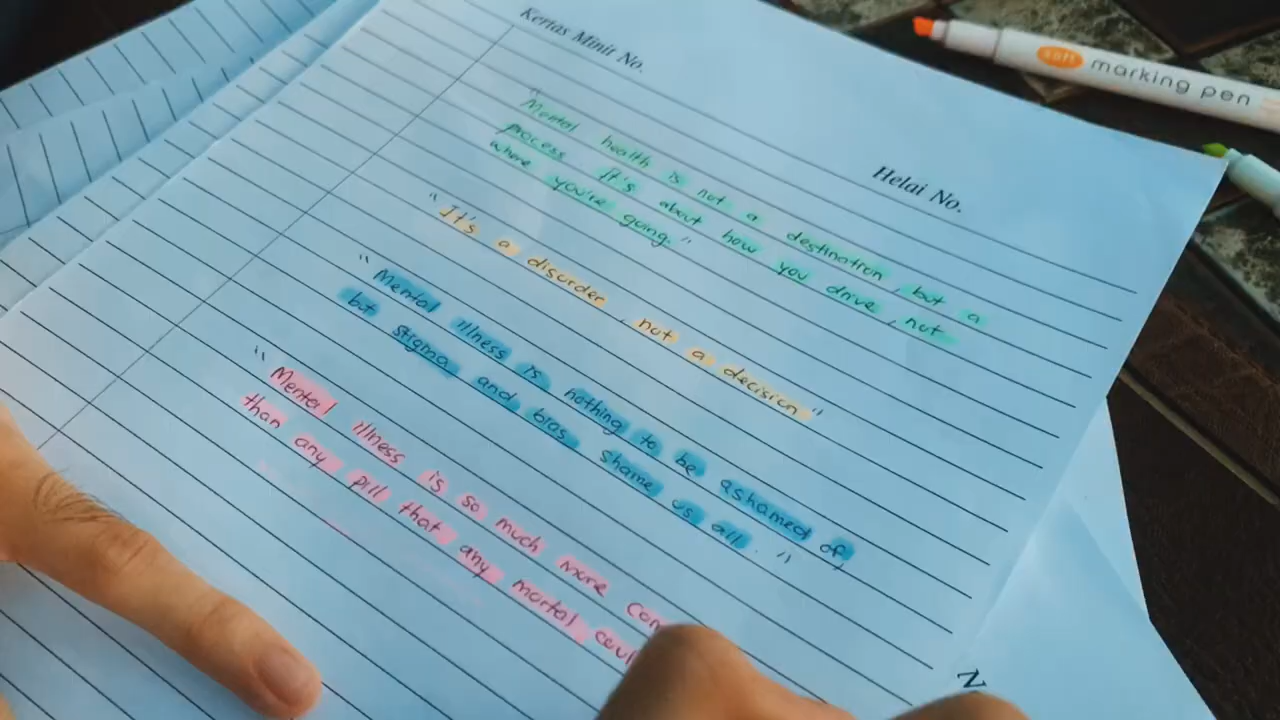 Kertas Minit No.
Helai No.
"Mental health is not a destination, but a
process. It's about how you drive, not
where you're going."
"It's a disorder, not a decision"
"Mental illness is nothing to be ashamed of
but stigma and bias shame us all."
"Mental illness is so much more
than any pill that any mortal
soft marking pen